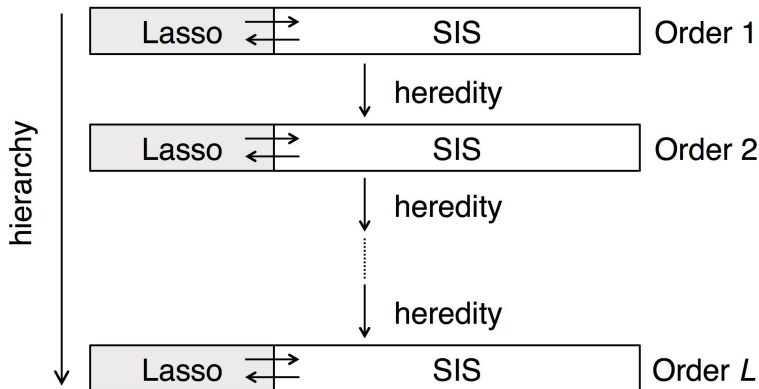 Lasso SIS Order 1
heredity
Lasso SIS Order 2
hierarchy
heredity
heredity
Lasso SIS Order L